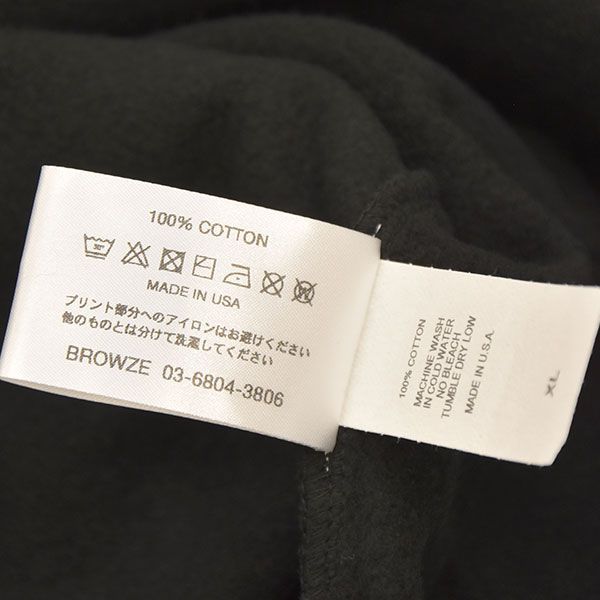 100% COTTON
MADE IN USA
プリント部分へのアイロンはお避けください
他のものとは分けて洗濯してください
BROWZE 03-6804-3806
100% COTTON
MACHINE WASH
IN COLD WATER
NO BLEACH
TUMBLE DRY LOW
MADE IN U.S.A.
XL